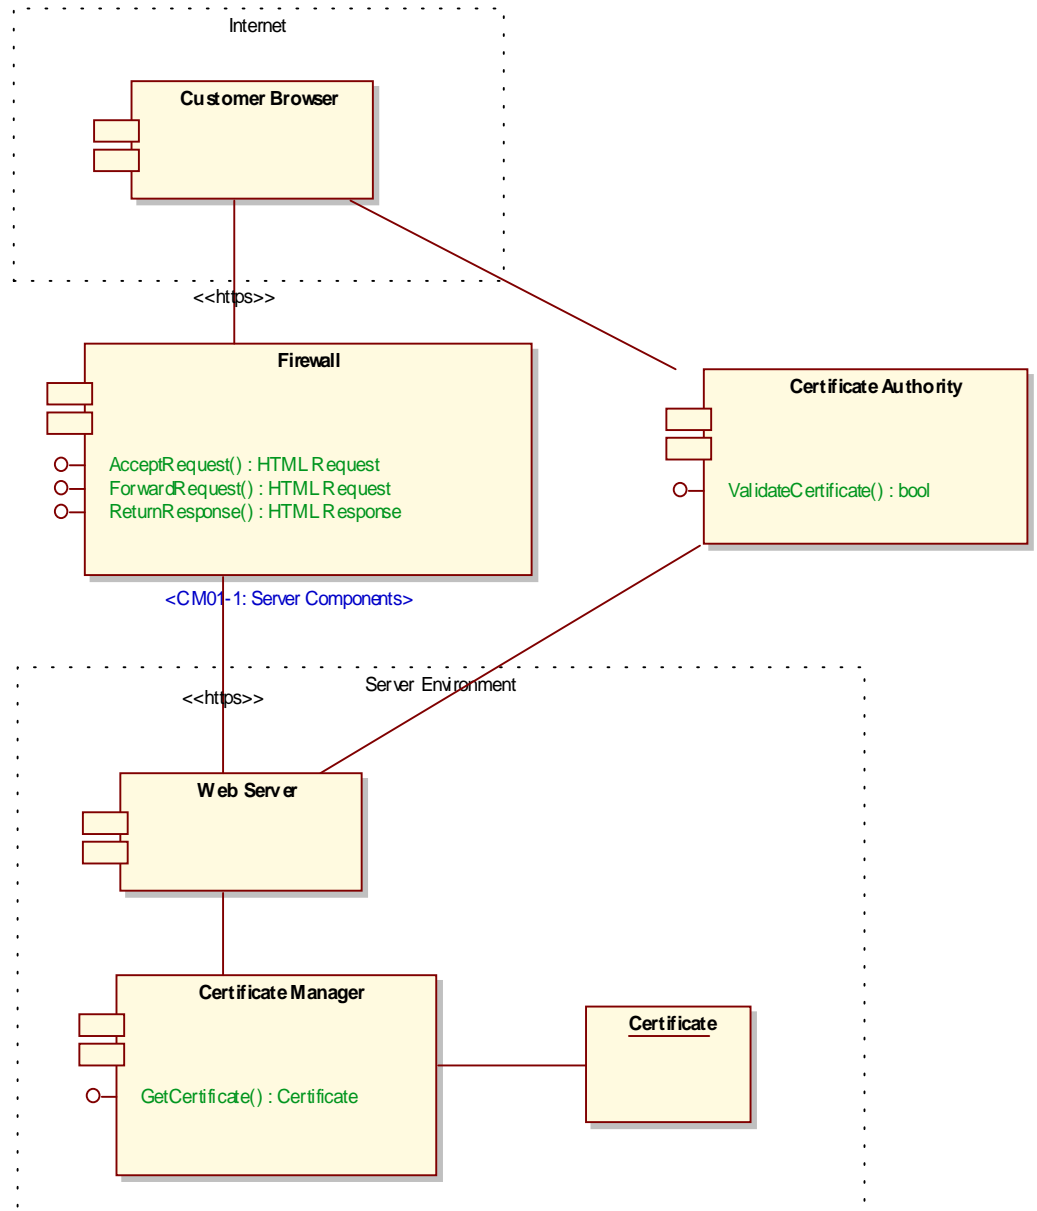 Internet
Customer Browser
<<https>>
Firewall
AcceptRequest() : HTML Request
ForwardRequest() : HTML Request
ReturnResponse() : HTML Response
Certificate Authority
ValidateCertificate() : bool
<CM01-1: Server Components>
Server Environment
<<https>>
Web Server
Certificate Manager
GetCertificate() : Certificate
Certificate